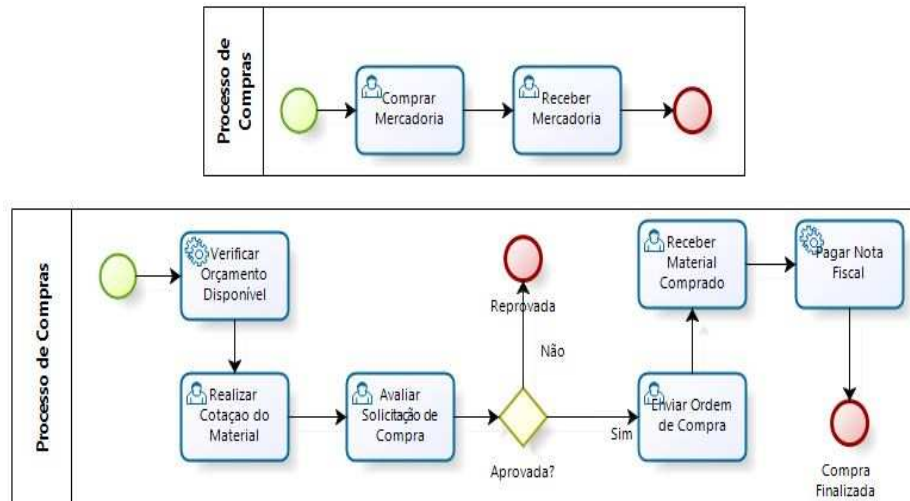 Processo de
Compras
Comprar
Mercadoria
Receber
Mercadoria
Processo de Compras
Verificar
Orçamento
Disponível
Realizar
Cotaçao do
Material
Avaliar
Solicitação de
Compra
Aprovada?
Não
Reprovada
Sim
Enviar Ordem
de Compra
Receber
Material
Comprado
Pagar Nota
Fiscal
Compra
Finalizada